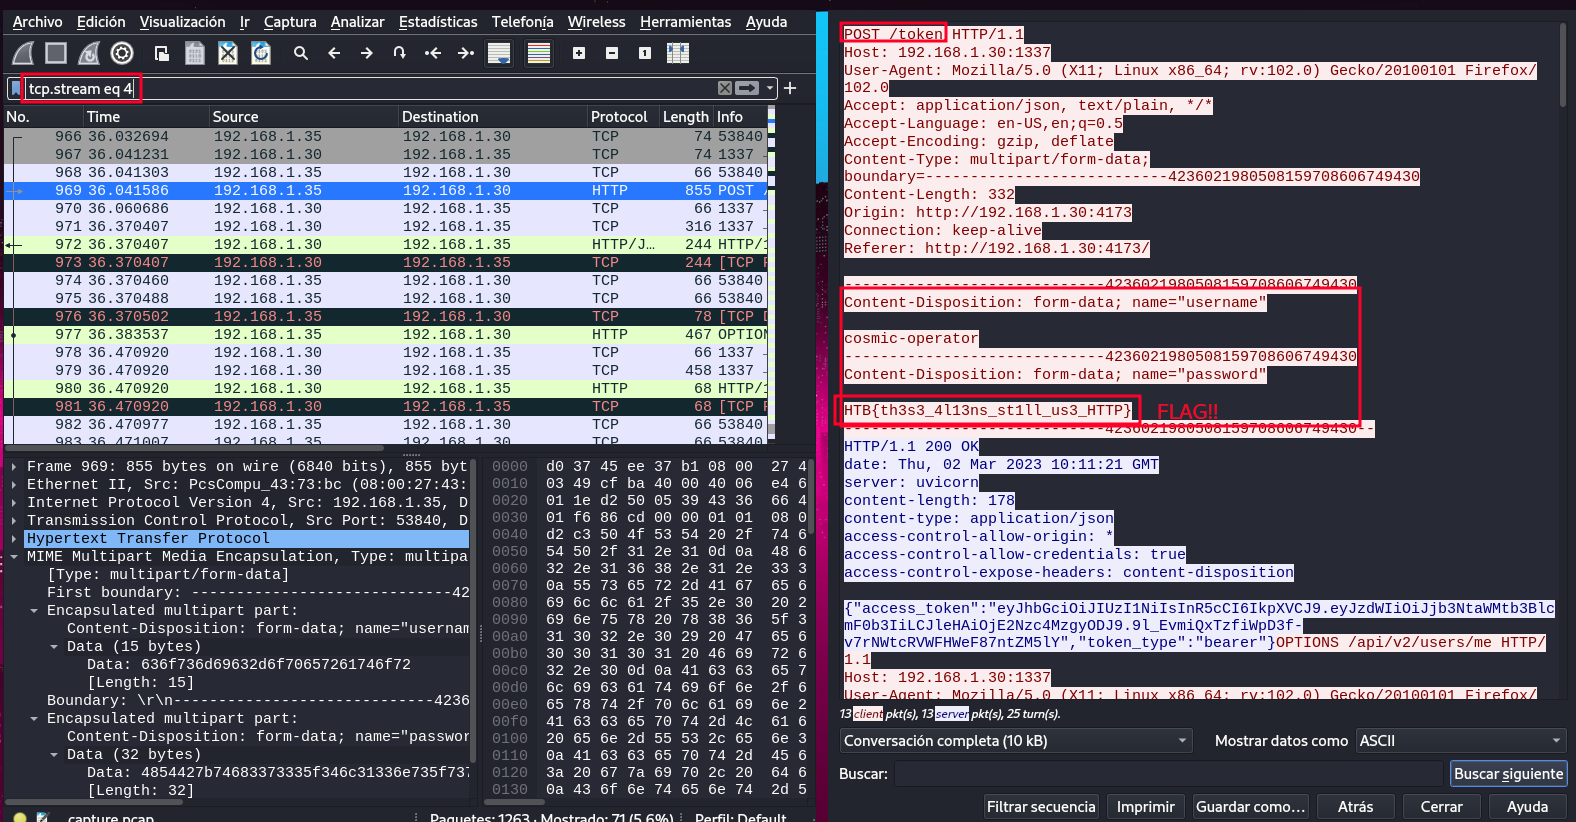 Archivo Edición Visualización Ir Captura Analizar Estadísticas Telefonía Wireless Herramientas Ayuda
tcp.stream eq 4
No. Time Source Destination Protocol Length Info
966 36.032694 192.168.1.35 192.168.1.30 TCP 74 53840
967 36.041231 192.168.1.30 192.168.1.35 TCP 74 1337
968 36.041303 192.168.1.35 192.168.1.30 TCP 66 53840
969 36.041586 192.168.1.35 192.168.1.30 HTTP 855 POST
970 36.060686 192.168.1.30 192.168.1.35 TCP 66 1337
971 36.370407 192.168.1.30 192.168.1.35 TCP 316 1337
972 36.370407 192.168.1.30 192.168.1.35 HTTP/J… 244 HTTP/1
973 36.370407 192.168.1.30 192.168.1.35 TCP 244 [TCP
974 36.370460 192.168.1.35 192.168.1.30 TCP 66 53840
975 36.370488 192.168.1.35 192.168.1.30 TCP 66 53840
976 36.370502 192.168.1.35 192.168.1.30 TCP 78 [TCP
977 36.383537 192.168.1.35 192.168.1.30 HTTP 467 OPTION
978 36.470920 192.168.1.30 192.168.1.35 TCP 66 1337
979 36.470920 192.168.1.30 192.168.1.35 TCP 458 1337
980 36.470920 192.168.1.30 192.168.1.35 HTTP 68 HTTP/1
981 36.470920 192.168.1.30 192.168.1.35 TCP 68 [TCP
982 36.470977 192.168.1.35 192.168.1.30 TCP 66 53840
983 36.471007 192.168.1.35 192.168.1.30 TCP 66 53840
Frame 969: 855 bytes on wire (6840 bits), 855 byt
Ethernet II, Src: PcsCompu_43:73:bc (08:00:27:43:
Internet Protocol Version 4, Src: 192.168.1.35, D
Transmission Control Protocol, Src Port: 53840, D
Hypertext Transfer Protocol
MIME Multipart Media Encapsulation, Type: multipa
[Type: multipart/form-data]
First boundary: ---------------------------42
Encapsulated multipart part:
Content-Disposition: form-data; name="usernam
Data (15 bytes)
Data: 636f736d69632d6f70657261746f72
[Length: 15]
Boundary: \r\n-----------------------------4236
Encapsulated multipart part:
Content-Disposition: form-data; name="passwor
Data (32 bytes)
Data: 4854427b74683373335f346c31336e735f737
[Length: 32]
0000 d0 37 45 ee 37 b1 08 00 27 4
0010 03 49 cf ba 40 00 40 06 e4 6
0020 01 1e d2 50 05 39 43 36 66 4
0030 01 f6 86 cd 00 00 01 01 08 0
0040 d2 c3 50 4f 53 54 20 2f 74 6
0050 54 50 2f 31 2e 31 0d 0a 48 6
0060 32 2e 31 36 38 2e 31 2e 33 3
0070 0a 55 73 65 72 2d 41 67 65 6
0080 69 6c 6c 61 2f 35 2e 30 20 2
0090 69 6e 75 78 20 78 38 36 5f 3
00a0 31 30 32 2e 30 29 20 47 65 6
00b0 30 30 31 30 31 20 46 69 72 6
00c0 32 2e 30 0d 0a 41 63 63 65 7
00d0 6c 69 63 61 74 69 6f 6e 2f 6
00e0 65 78 74 2f 70 6c 61 69 6e 2
00f0 41 63 63 65 70 74 2d 4c 61 6
0100 20 65 6e 2d 55 53 2c 65 6e 3
0110 0a 41 63 63 65 70 74 2d 45 6
0120 3a 20 67 7a 69 70 2c 20 64 6
0130 0a 43 6f 6e 74 65 6e 74 2d 5
capture.pcap Paquetes: 1263 · Mostrado: 71 (5.6%) Perfil: Default
POST /token HTTP/1.1
Host: 192.168.1.30:1337
User-Agent: Mozilla/5.0 (X11; Linux x86_64; rv:102.0) Gecko/20100101 Firefox/
102.0
Accept: application/json, text/plain, */*
Accept-Language: en-US,en;q=0.5
Accept-Encoding: gzip, deflate
Content-Type: multipart/form-data;
boundary=---------------------------4236021980508159708606749430
Content-Length: 332
Origin: http://192.168.1.30:4173
Connection: keep-alive
Referer: http://192.168.1.30:4173/
-----------------------------4236021980508159708606749430
Content-Disposition: form-data; name="username"
cosmic-operator
-----------------------------4236021980508159708606749430
Content-Disposition: form-data; name="password"
HTB{th3s3_4l13ns_st1ll_us3_HTTP} FLAG!!
-----------------------------4236021980508159708606749430--
HTTP/1.1 200 OK
date: Thu, 02 Mar 2023 10:11:21 GMT
server: uvicorn
content-length: 178
content-type: application/json
access-control-allow-origin: *
access-control-allow-credentials: true
access-control-expose-headers: content-disposition
{"access_token":"eyJhbGciOiJIUzI1NiIsInR5cCI6IkpXVCJ9.eyJzdWIiOiJjb3NtaWMtb3Blc
mF0b3IiLCJleHAiOjE2Nzc4MzgyODJ9.9l_EvmiQxTzfiWpD3f-
v7rNWtcRVWFHWeF87ntZM5lY","token_type":"bearer"}OPTIONS /api/v2/users/me HTTP/
1.1
Host: 192.168.1.30:1337
User-Agent: Mozilla/5.0 (X11; Linux x86_64; rv:102.0) Gecko/20100101 Firefox/
13 client pkt(s), 13 server pkt(s), 25 turn(s).
Conversación completa (10 kB) Mostrar datos como ASCII
Buscar: Buscar siguiente
Filtrar secuencia Imprimir Guardar como… Atrás Cerrar Ayuda